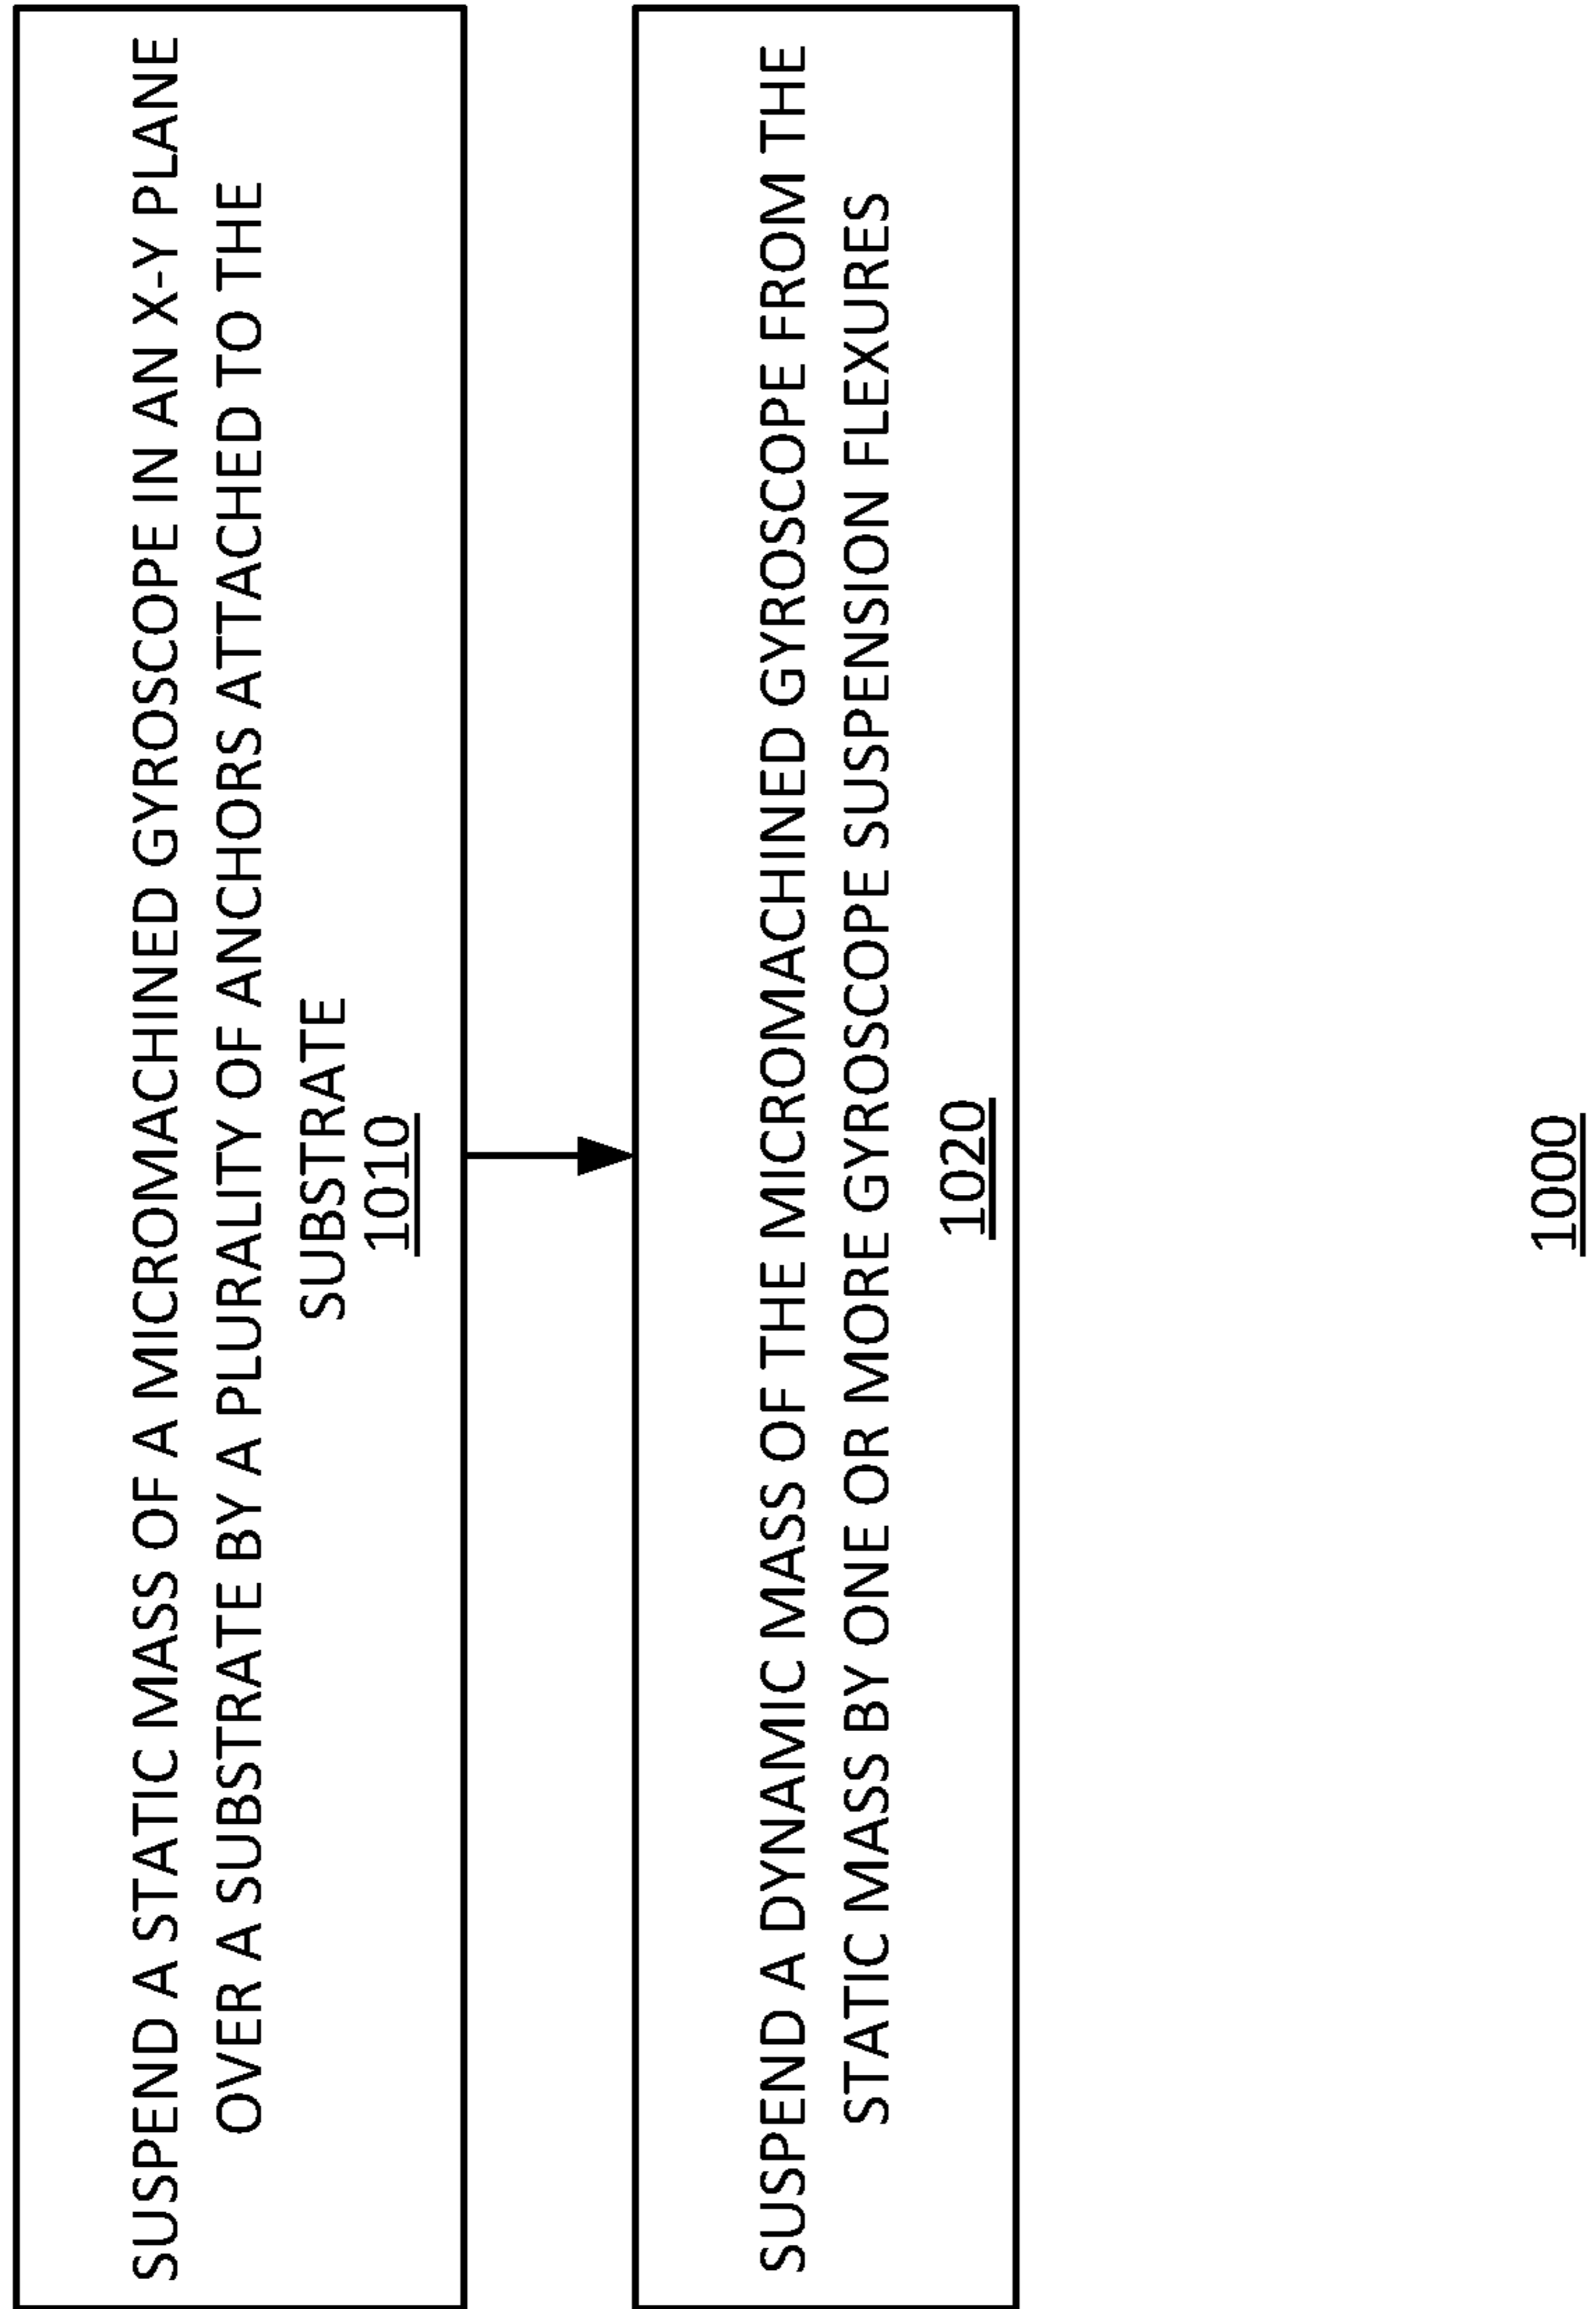 SUSPEND A STATIC MASS OF A MICROMACHINED GYROSCOPE IN AN X-Y PLANE
OVER A SUBSTRATE BY A PLURALITY OF ANCHORS ATTACHED TO THE
SUBSTRATE
1010
SUSPEND A DYNAMIC MASS OF THE MICROMACHINED GYROSCOPE FROM THE
STATIC MASS BY ONE OR MORE GYROSCOPE SUSPENSION FLEXURES
1020
1000